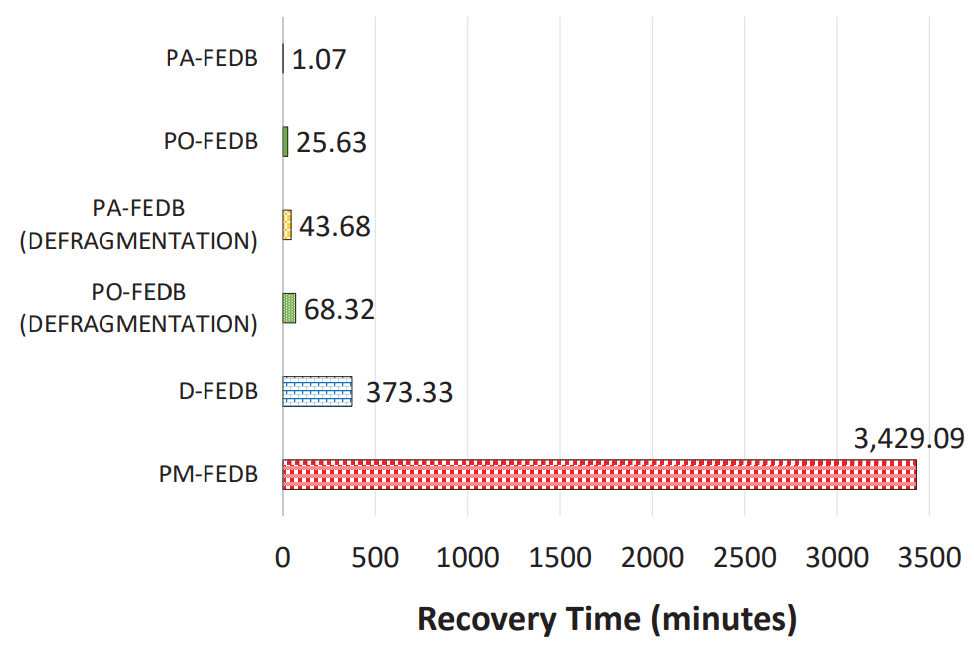 PA-FEDB
1.07
PO-FEDB
25.63
PA-FEDB
(DEFRAGMENTATION)
43.68
PO-FEDB
(DEFRAGMENTATION)
68.32
D-FEDB
373.33
3,429.09
PM-FEDB
0 500 1000 1500 2000 2500 3000 3500
Recovery Time (minutes)